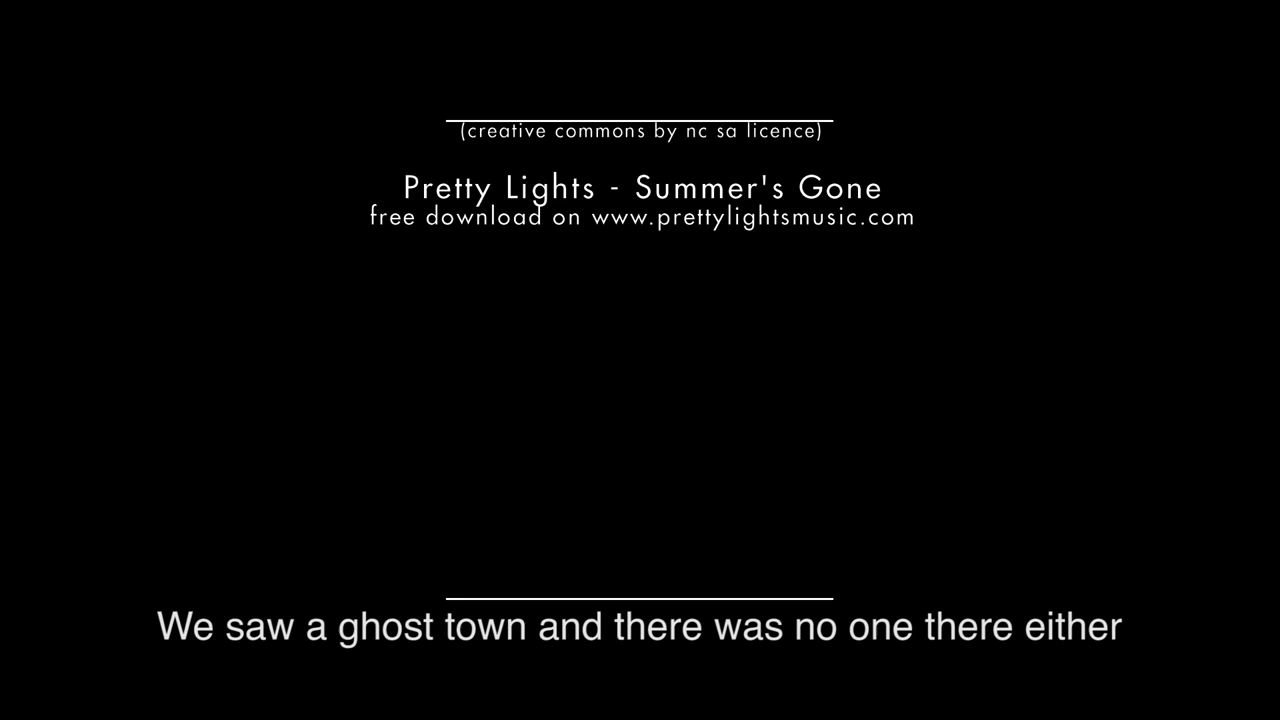 (creative commons by nc sa licence)
Pretty Lights - Summer's Gone
free download on www.prettylightsmusic.com
We saw a ghost town and there was no one there either